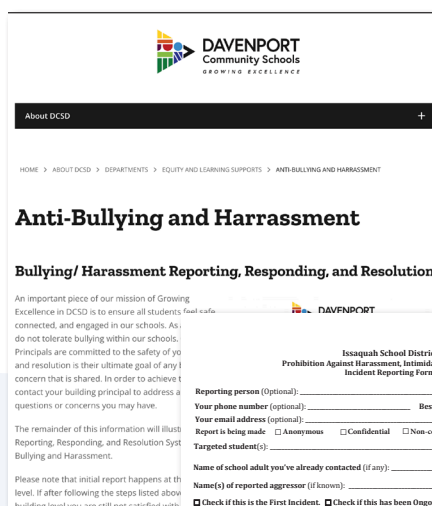 DAVENPORT
Community Schools
GROWING EXCELLENCE
About DCSD +
HOME > ABOUT DCSD > DEPARTMENTS > EQUITY AND LEARNING SUPPORTS > ANTI-BULLYING AND HARRASSMENT
Anti-Bullying and Harrassment
Bullying/ Harassment Reporting, Responding, and Resolution
An important piece of our mission of Growing
Excellence in DCSD is to ensure all students feel safe
connected, and engaged in our schools. As
do not tolerate bullying within our schools.
Principals are committed to the safety of yo
and resolution is their ultimate goal of any
concern that is shared. In order to achieve t
contact your building principal to address a
questions or concerns you may have.
The remainder of this information will illust
Reporting, Responding, and Resolution Syst
Bullying and Harassment.
Please note that initial report happens at th
level. If after following the steps listed abov
building level you are still not satisfied with
DAVENPORT
Issaquah School Distri
Prohibition Against Harassment, Intimida
Incident Reporting Form
Reporting person (Optional):
Your phone number (optional): Bes
Your email address (optional):
Report is being made ☐ Anonymous ☐ Confidential ☐ Non-c
Targeted student(s):
Name of school adult you've already contacted (if any):
Name(s) of reported aggressor (if known):
☐ Check if this is the First Incident. ☐ Check if this has been Ongo